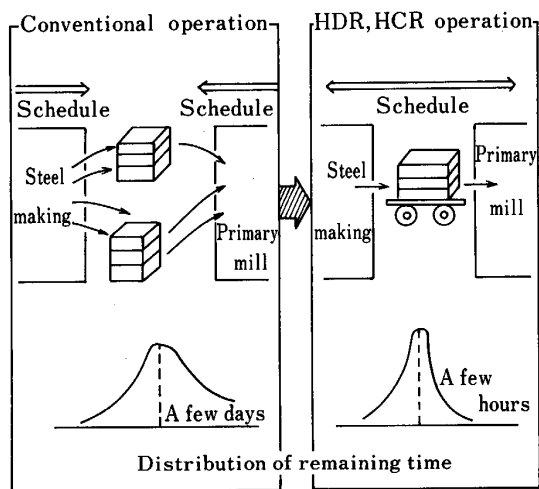 Conventional operation
Schedule
Schedule
Steel
making
Primary
mill
A few days
HDR, HCR operation
Schedule
Steel
making
Primary
mill
A few
hours
Distribution of remaining time